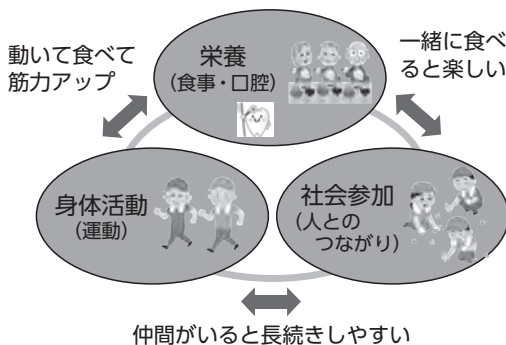 動いて食べて
筋力アップ
栄養
(食事・口腔)
一緒に食べ
ると楽しい
身体活動
(運動)
社会参加
(人との
つながり)
仲間がいると長続きしやすい